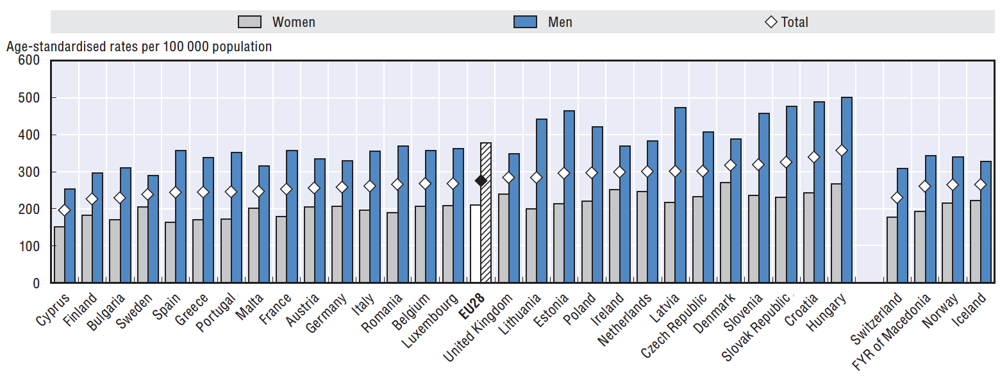 Women Men Total
Age-standardised rates per 100 000 population
600
500
400
300
200
100
0
Cyprus
Finland
Bulgaria
Sweden
Spain
Greece
Portugal
Malta
France
Austria
Germany
Italy
Romania
Belgium
Luxembourg
EU28
United Kingdom
Lithuania
Estonia
Poland
Ireland
Netherlands
Latvia
Czech Republic
Denmark
Slovenia
Slovak Republic
Croatia
Hungary
Switzerland
FYR of Macedonia
Norway
Iceland